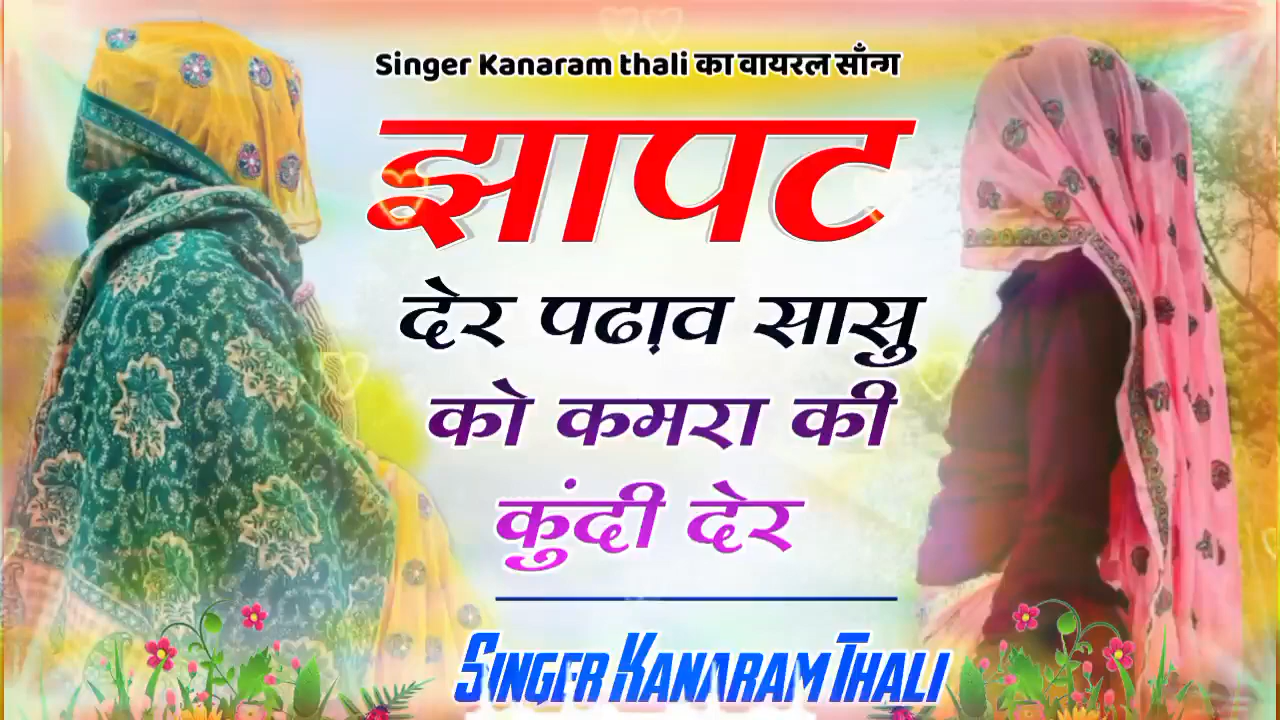 Singer Kanaram thali का वायरल सॉन्ग
झापट
देर पढा़व सासु
को कमरा की
कुंदी देर
SINGER KANARAM THALI